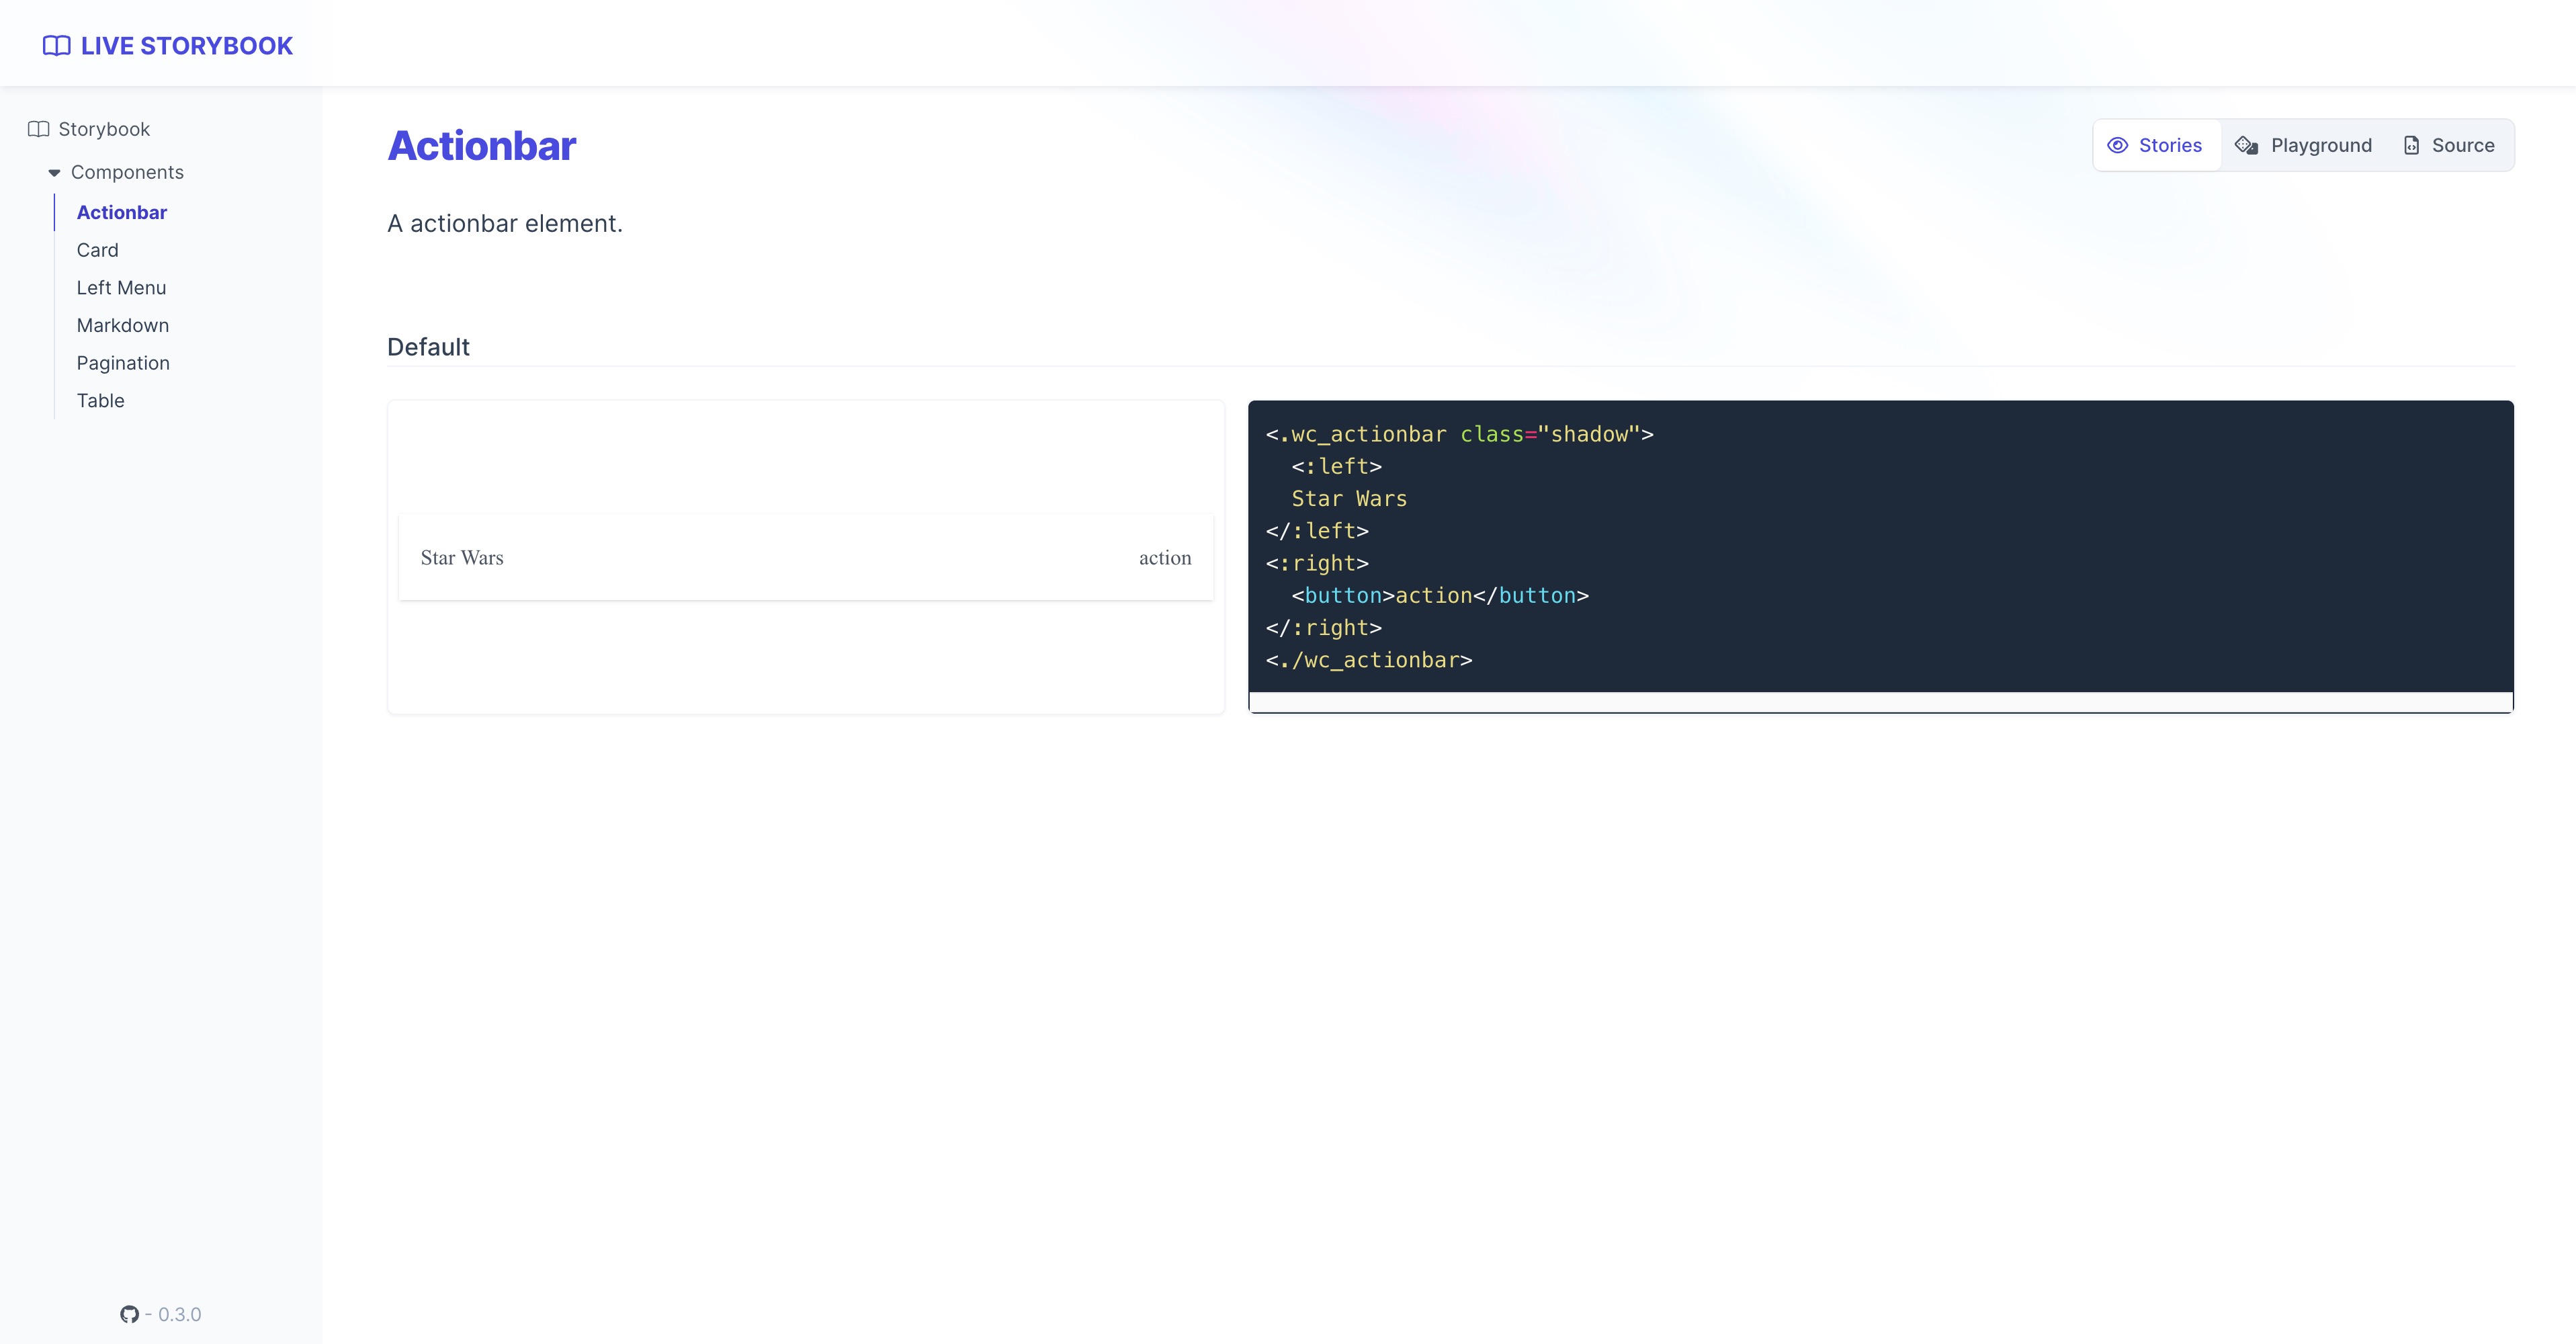 LIVE STORYBOOK
Storybook
Components
Actionbar
Card
Left Menu
Markdown
Pagination
Table
- 0.3.0
Actionbar
Stories
Playground
Source
A actionbar element.
Default
Star Wars
action
<.wc_actionbar class="shadow">
  <:left>
  Star Wars
</:left>
<:right>
  <button>action</button>
</:right>
<./wc_actionbar>